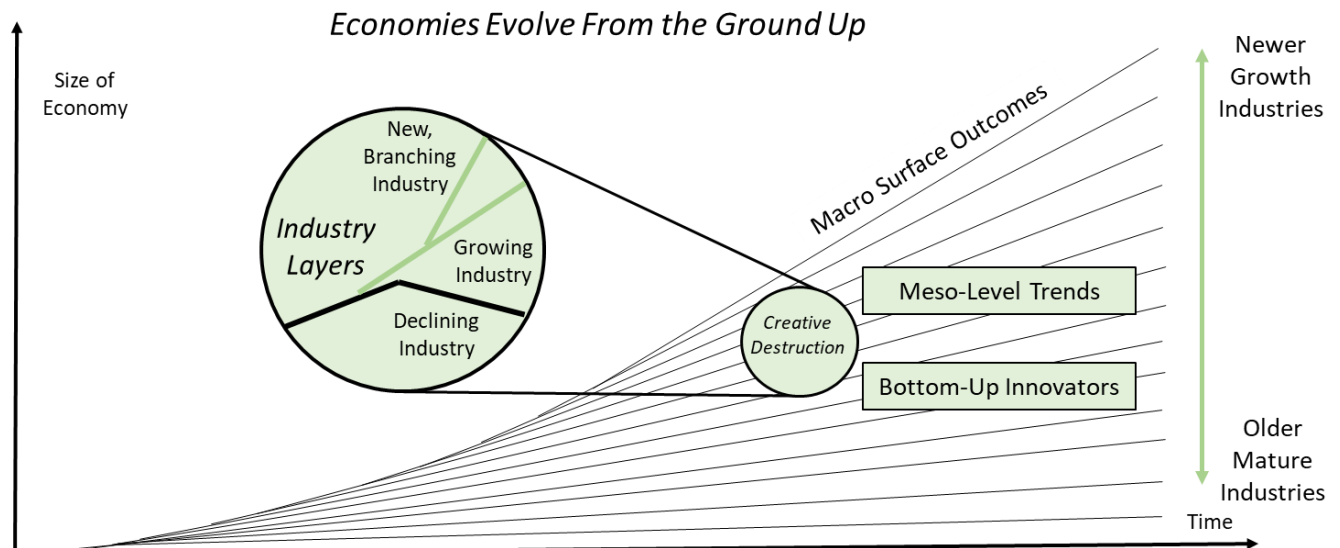 Economies Evolve From the Ground Up
Size of
Economy
New,
Branching
Industry
Industry
Layers
Growing
Industry
Declining
Industry
Macro Surface Outcomes
Creative
Destruction
Meso-Level Trends
Bottom-Up Innovators
Newer
Growth
Industries
Older
Mature
Industries
Time